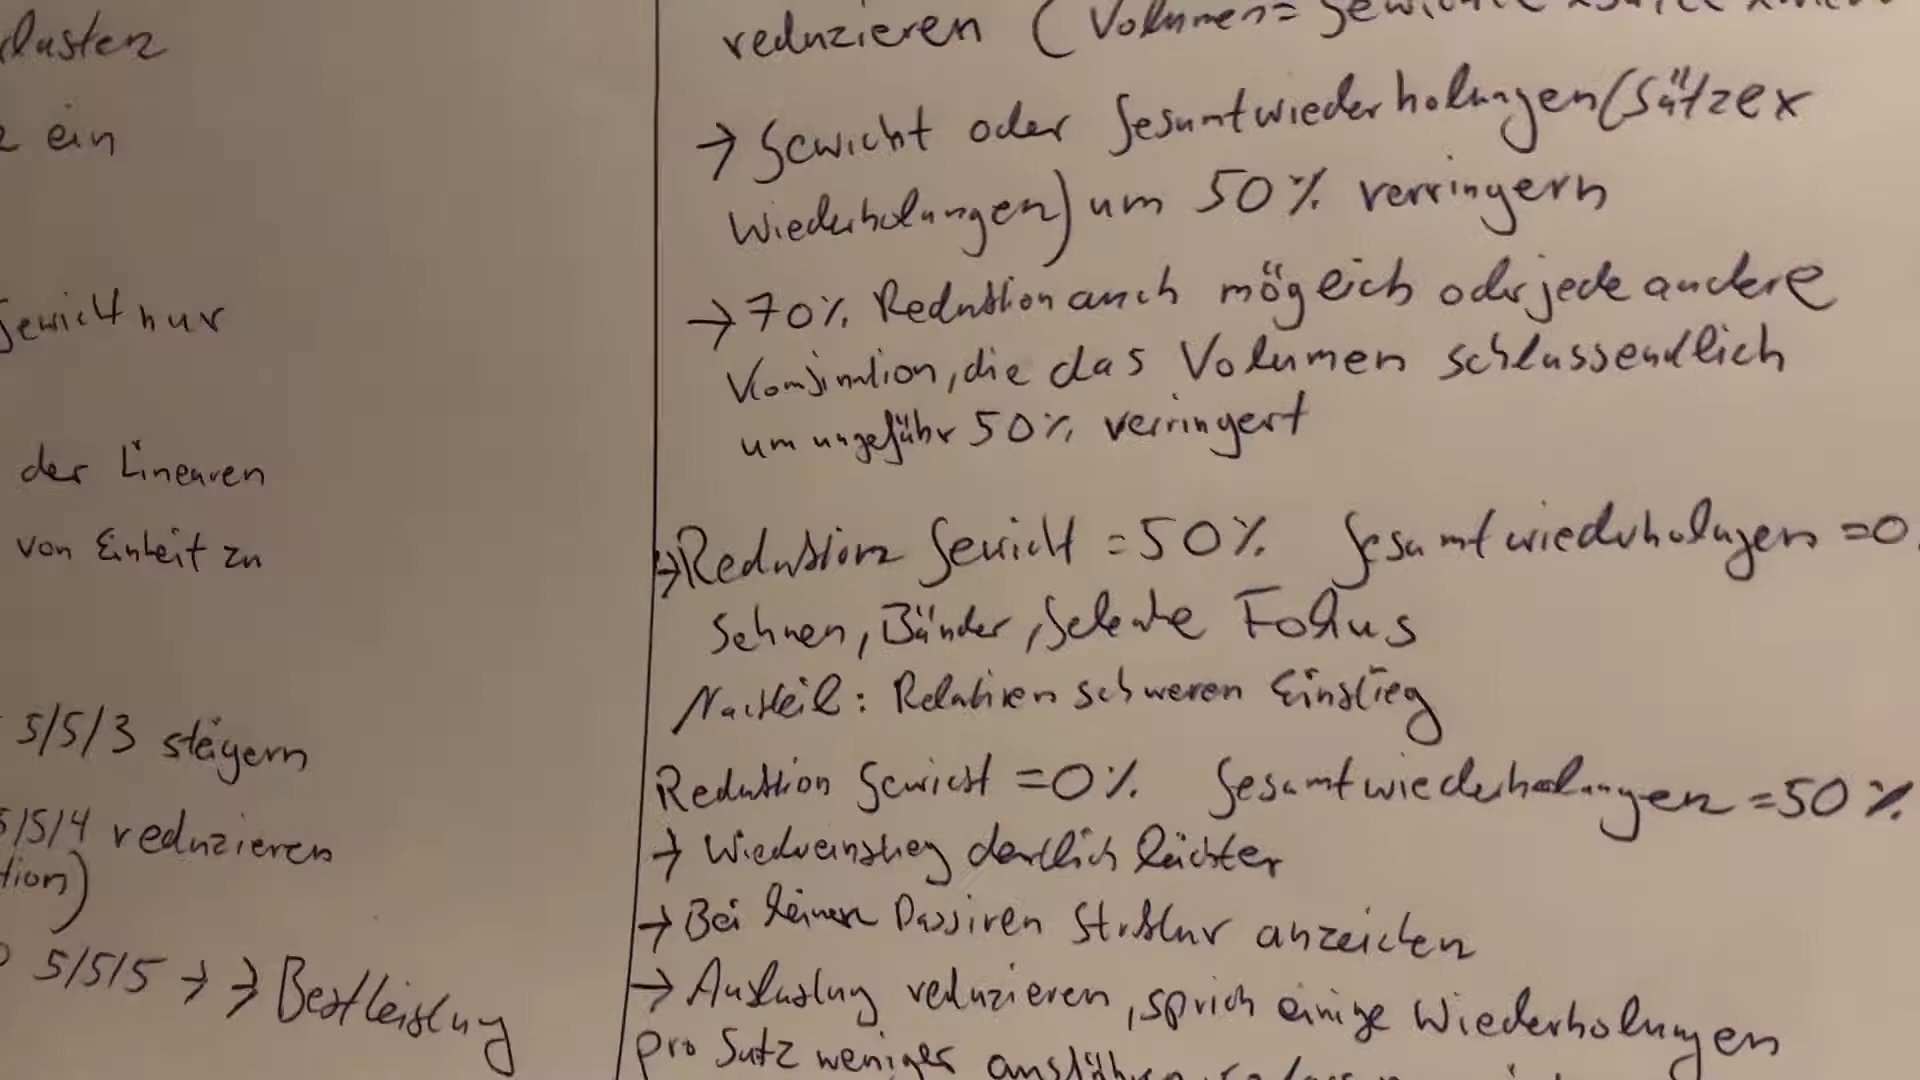 lasten
ein
Gewicht nur
der Linearen
von Einheit zu
5/5/3 steigern
5/5/4 reduzieren
tion)
5/5/5 → → Bestleistung
reduzieren (Volumen=
→ Gewicht oder Gesamtwiederholungen (Sätze x
Wiederholungen) um 50% verringern
→ 70% Reduktion auch mögeich oder jede andere
Kombination, die das Volumen schlussendlich
um ungefähr 50% verringert
→ Reduktion Gewicht = 50% Gesamtwiederholungen = 0
Sehnen, Bänder, Gelenke Fokus
Nachteil: Relativen schweren Einstieg
Reduktion Gewicht = 0% Gesamtwiederholungen = 50%
→ Wiedereinstieg deutlich leichter
→ Bei keinen Passiven Struktur anzeichen
→ Auslastung reduzieren, sprich einige Wiederholungen
pro Satz weniger ausführen